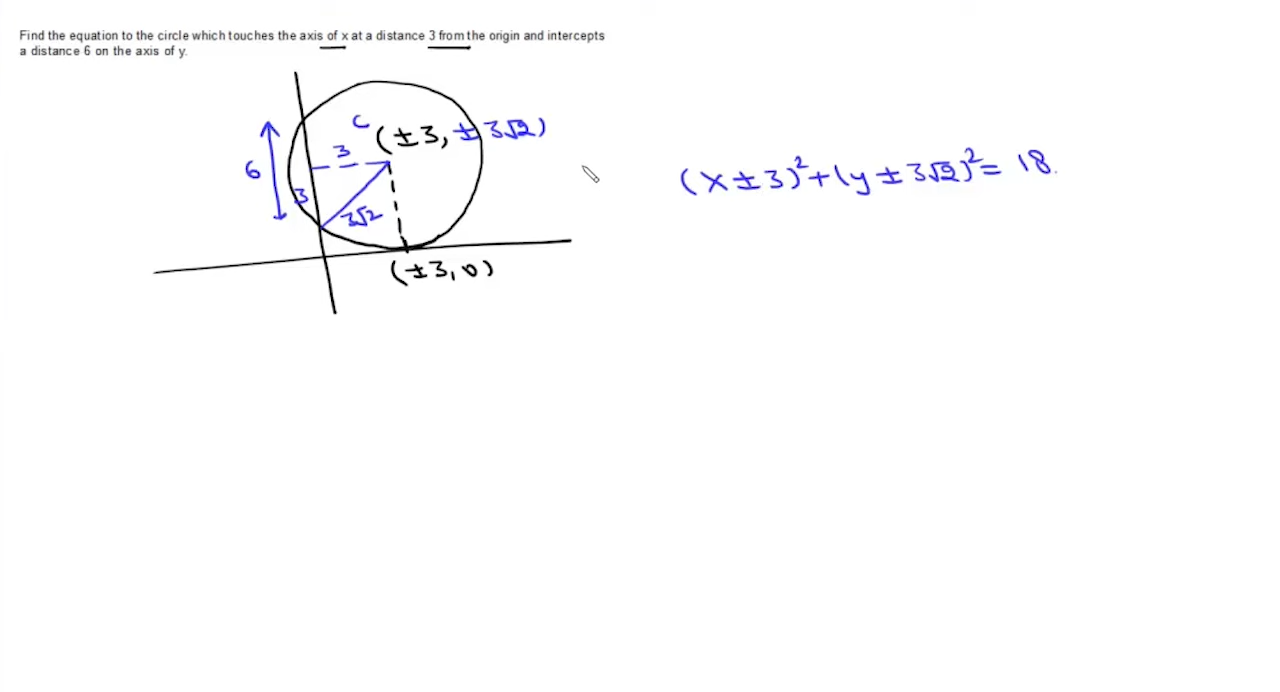 Find the equation to the circle which touches the axis of x at a distance 3 from the origin and intercepts
a distance 6 on the axis of y.
C
(±3, ±3√2)
3
6
3
3√2
(±3, 0)
(x±3)²+(y±3√2)²= 18.